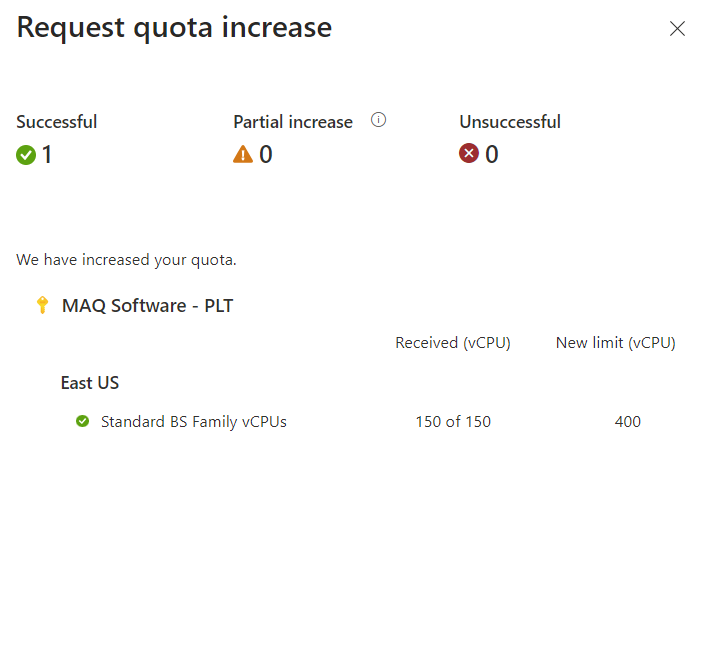 Request quota increase
Successful Partial increase Unsuccessful
1 0 0
We have increased your quota.
MAQ Software - PLT
Received (vCPU) New limit (vCPU)
East US
Standard BS Family vCPUs 150 of 150 400